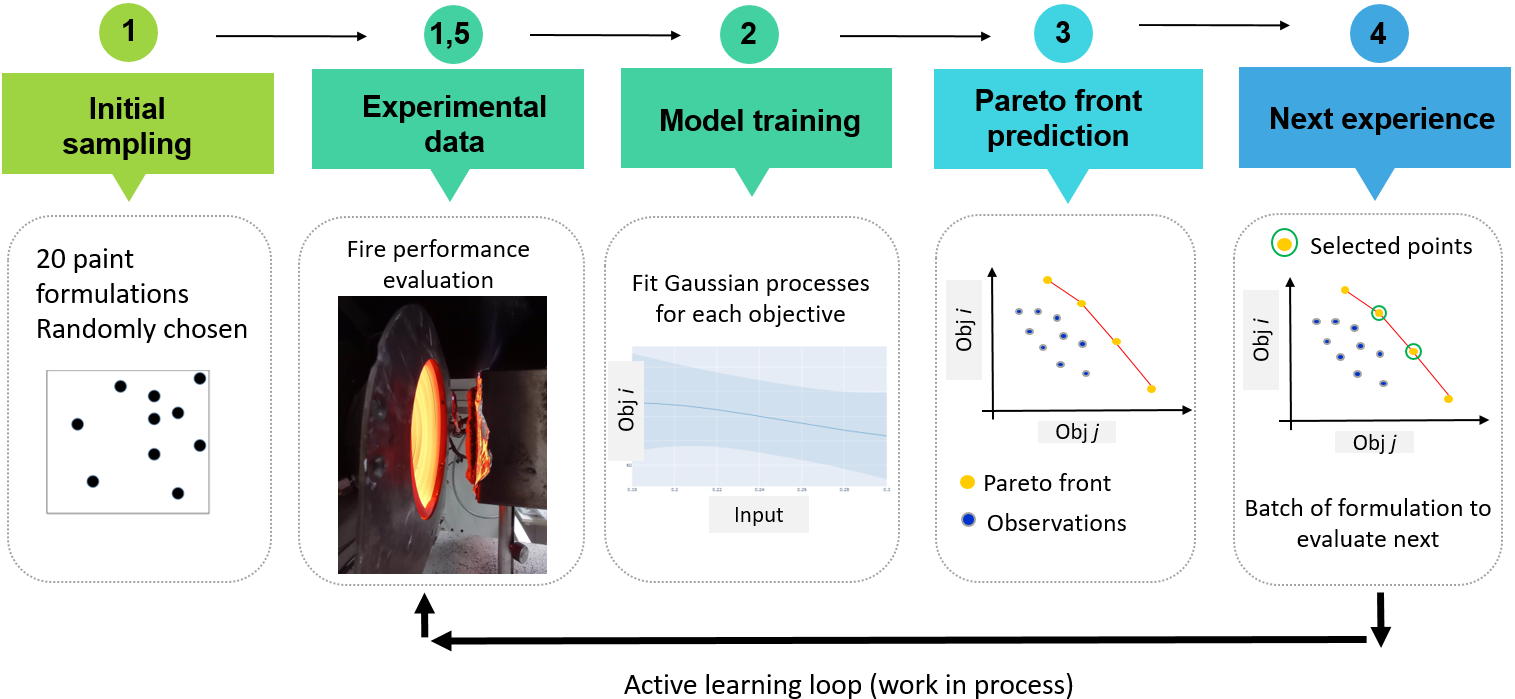 1
1,5
2
3
4
Initial
sampling
Experimental
data
Model training
Pareto front
prediction
Next experience
20 paint
formulations
Randomly chosen
Fire performance
evaluation
Fit Gaussian processes
for each objective
Obj i
Input
Obj i
Obj j
Pareto front
Observations
Selected points
Obj i
Obj j
Batch of formulation to
evaluate next
Active learning loop (work in process)